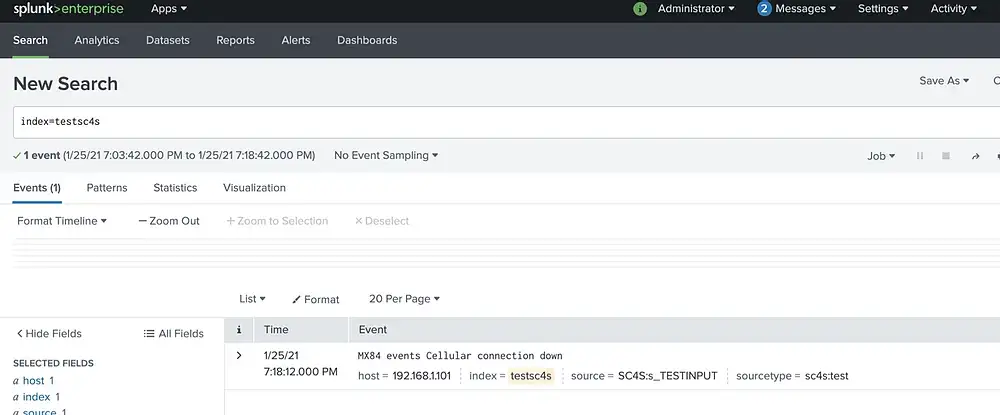 splunk>enterprise Apps Administrator 2 Messages Settings Activity
Search Analytics Datasets Reports Alerts Dashboards
New Search
Save As
index=testsc4s
1 event (1/25/21 7:03:42.000 PM to 1/25/21 7:18:42.000 PM) No Event Sampling Job
Events (1) Patterns Statistics Visualization
Format Timeline — Zoom Out + Zoom to Selection × Deselect
List Format 20 Per Page
< Hide Fields All Fields i Time Event
SELECTED FIELDS
a host 1
a index 1
a source 1
> 1/25/21 MX84 events Cellular connection down
7:18:12.000 PM host = 192.168.1.101 index = testsc4s source = SC4S:s_TESTINPUT sourcetype = sc4s:test